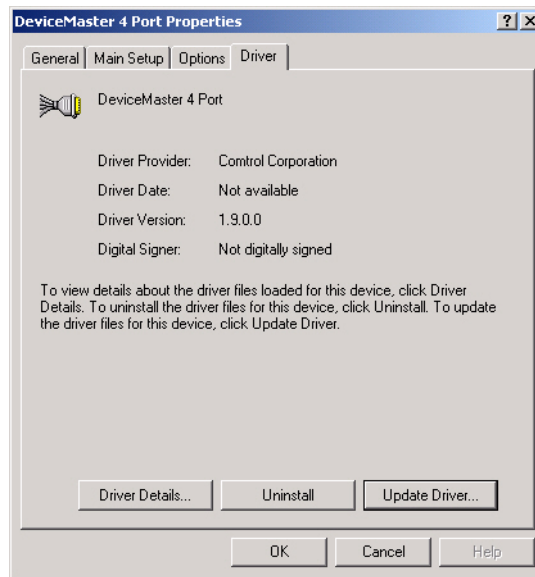 DeviceMaster 4 Port Properties
General Main Setup Options Driver
DeviceMaster 4 Port
Driver Provider: Comtrol Corporation
Driver Date: Not available
Driver Version: 1.9.0.0
Digital Signer: Not digitally signed
To view details about the driver files loaded for this device, click Driver
Details. To uninstall the driver files for this device, click Uninstall. To update
the driver files for this device, click Update Driver.
Driver Details... Uninstall Update Driver...
OK Cancel Help